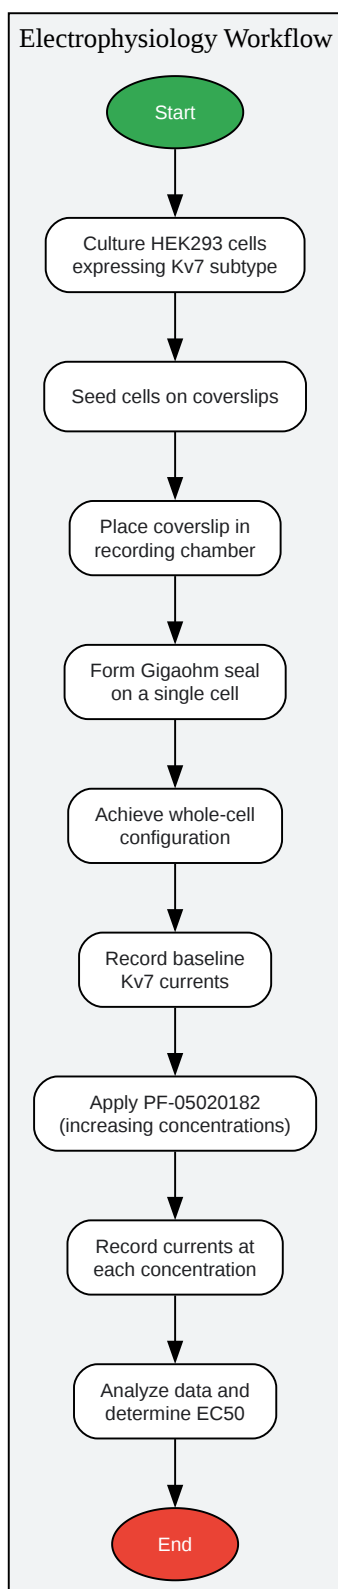 Electrophysiology Workflow
Start
Culture HEK293 cells
expressing Kv7 subtype
Seed cells on coverslips
Place coverslip in
recording chamber
Form Gigaohm seal
on a single cell
Achieve whole-cell
configuration
Record baseline
Kv7 currents
Apply PF-05020182
(increasing concentrations)
Record currents at
each concentration
Analyze data and
determine EC50
End